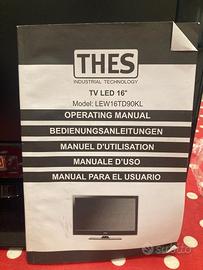 THES
INDUSTRIAL TECHNOLOGY
TV LED 16"
Model: LEW16TD90KL
OPERATING MANUAL
BEDIENUNGSANLEITUNGEN
MANUEL D'UTILISATION
MANUALE D'USO
MANUAL PARA EL USUARIO
subito